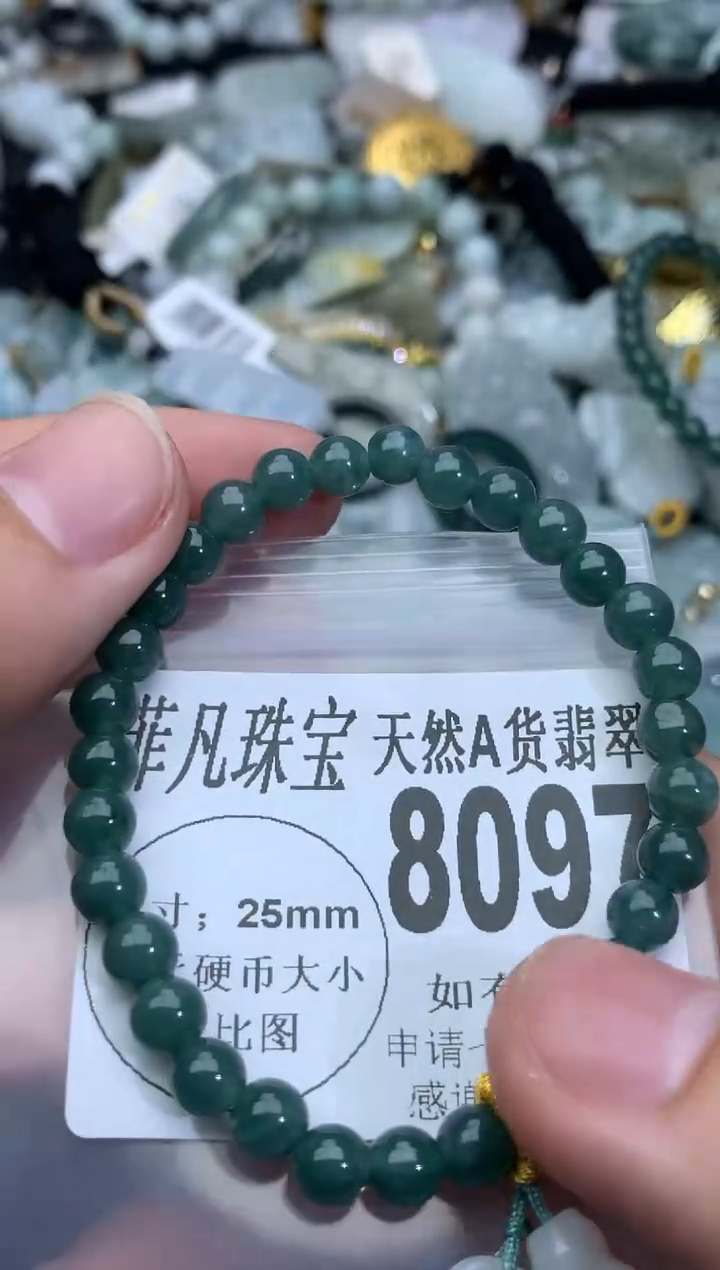 菲凡珠宝 天然A货翡翠
8097
寸；25mm
硬币大小
比图
如有
申请一
感谢